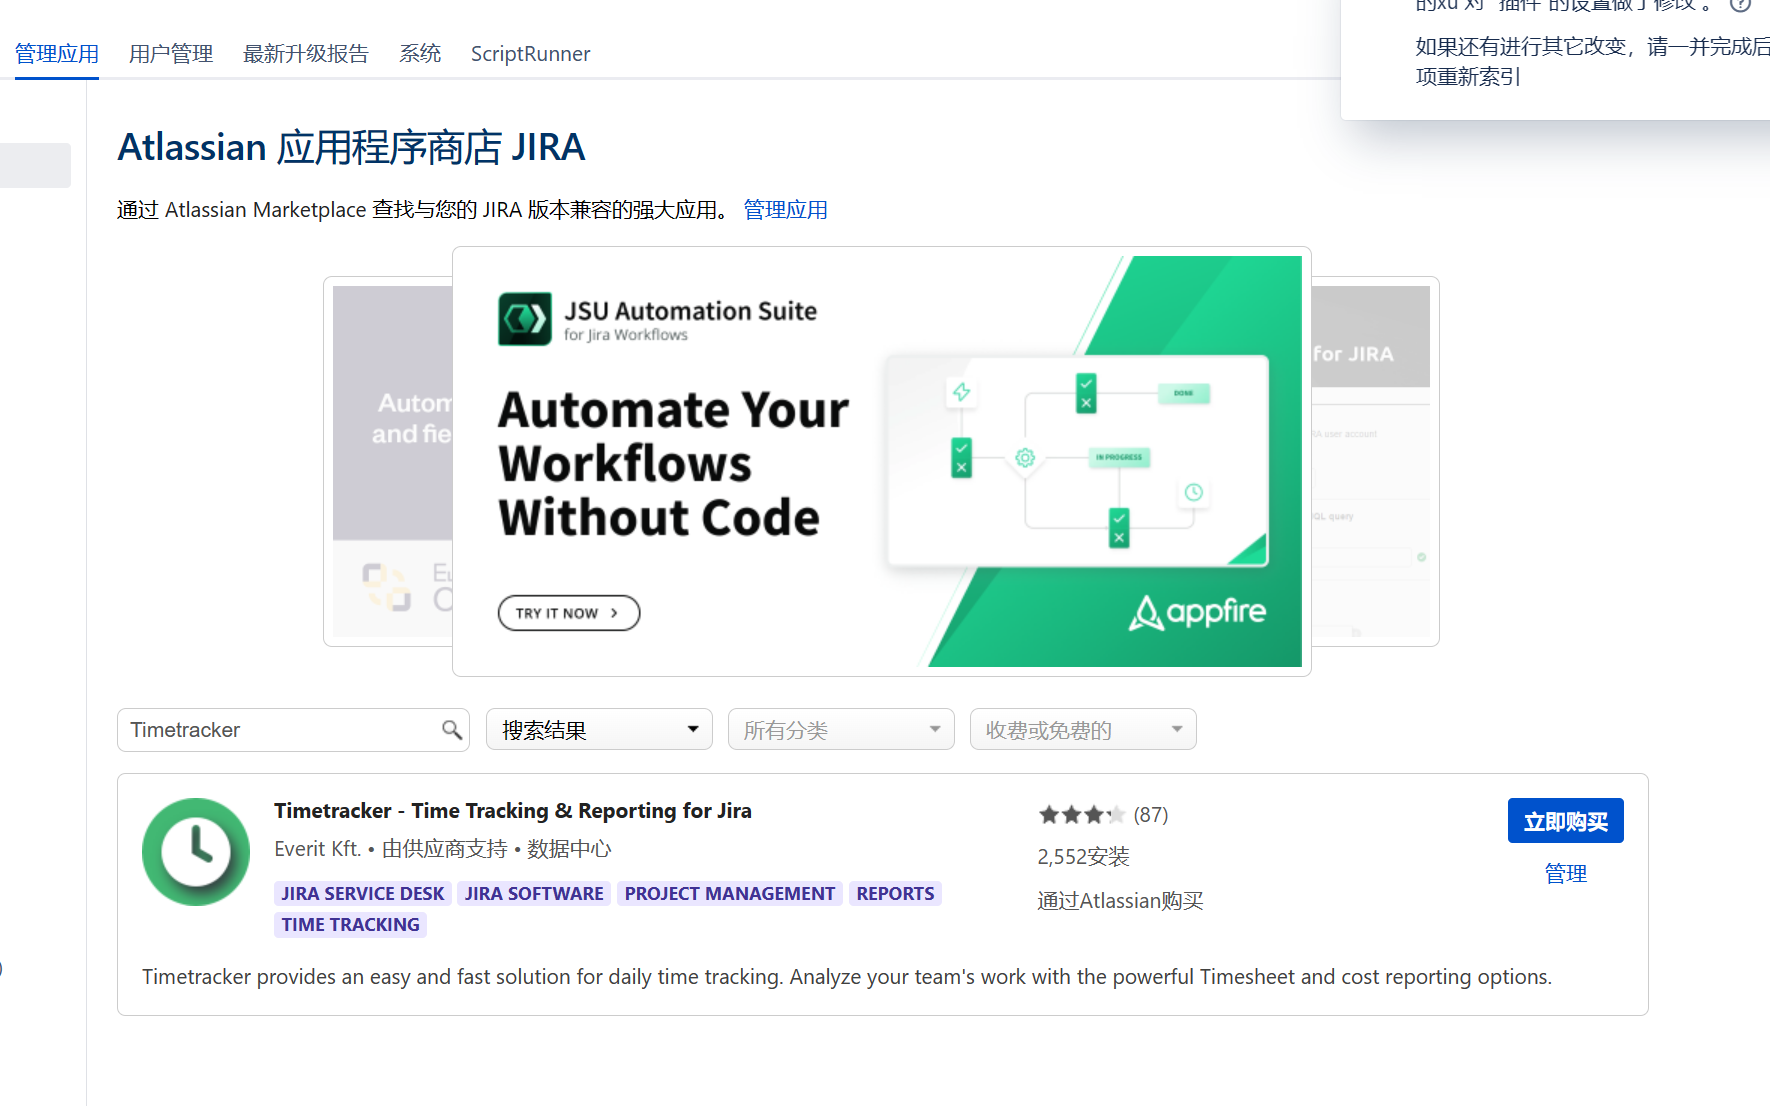 的xu 对 "插件"的设置做了修改 。
如果还有进行其它改变，请一并完成后
项重新索引
管理应用 用户管理 最新升级报告 系统 ScriptRunner
Atlassian 应用程序商店 JIRA
通过 Atlassian Marketplace 查找与您的 JIRA 版本兼容的强大应用。 管理应用
JSU Automation Suite
for Jira Workflows
Automate Your
Workflows
Without Code
TRY IT NOW
DONE
IN PROGRESS
appfire
Autom
and fie
for JIRA
RA user account
QL query
Timetracker 搜索结果 所有分类 收费或免费的
Timetracker - Time Tracking & Reporting for Jira
Everit Kft. • 由供应商支持 • 数据中心
JIRA SERVICE DESK JIRA SOFTWARE PROJECT MANAGEMENT REPORTS
TIME TRACKING
(87)
2,552安装
通过Atlassian购买
立即购买
管理
Timetracker provides an easy and fast solution for daily time tracking. Analyze your team's work with the powerful Timesheet and cost reporting options.